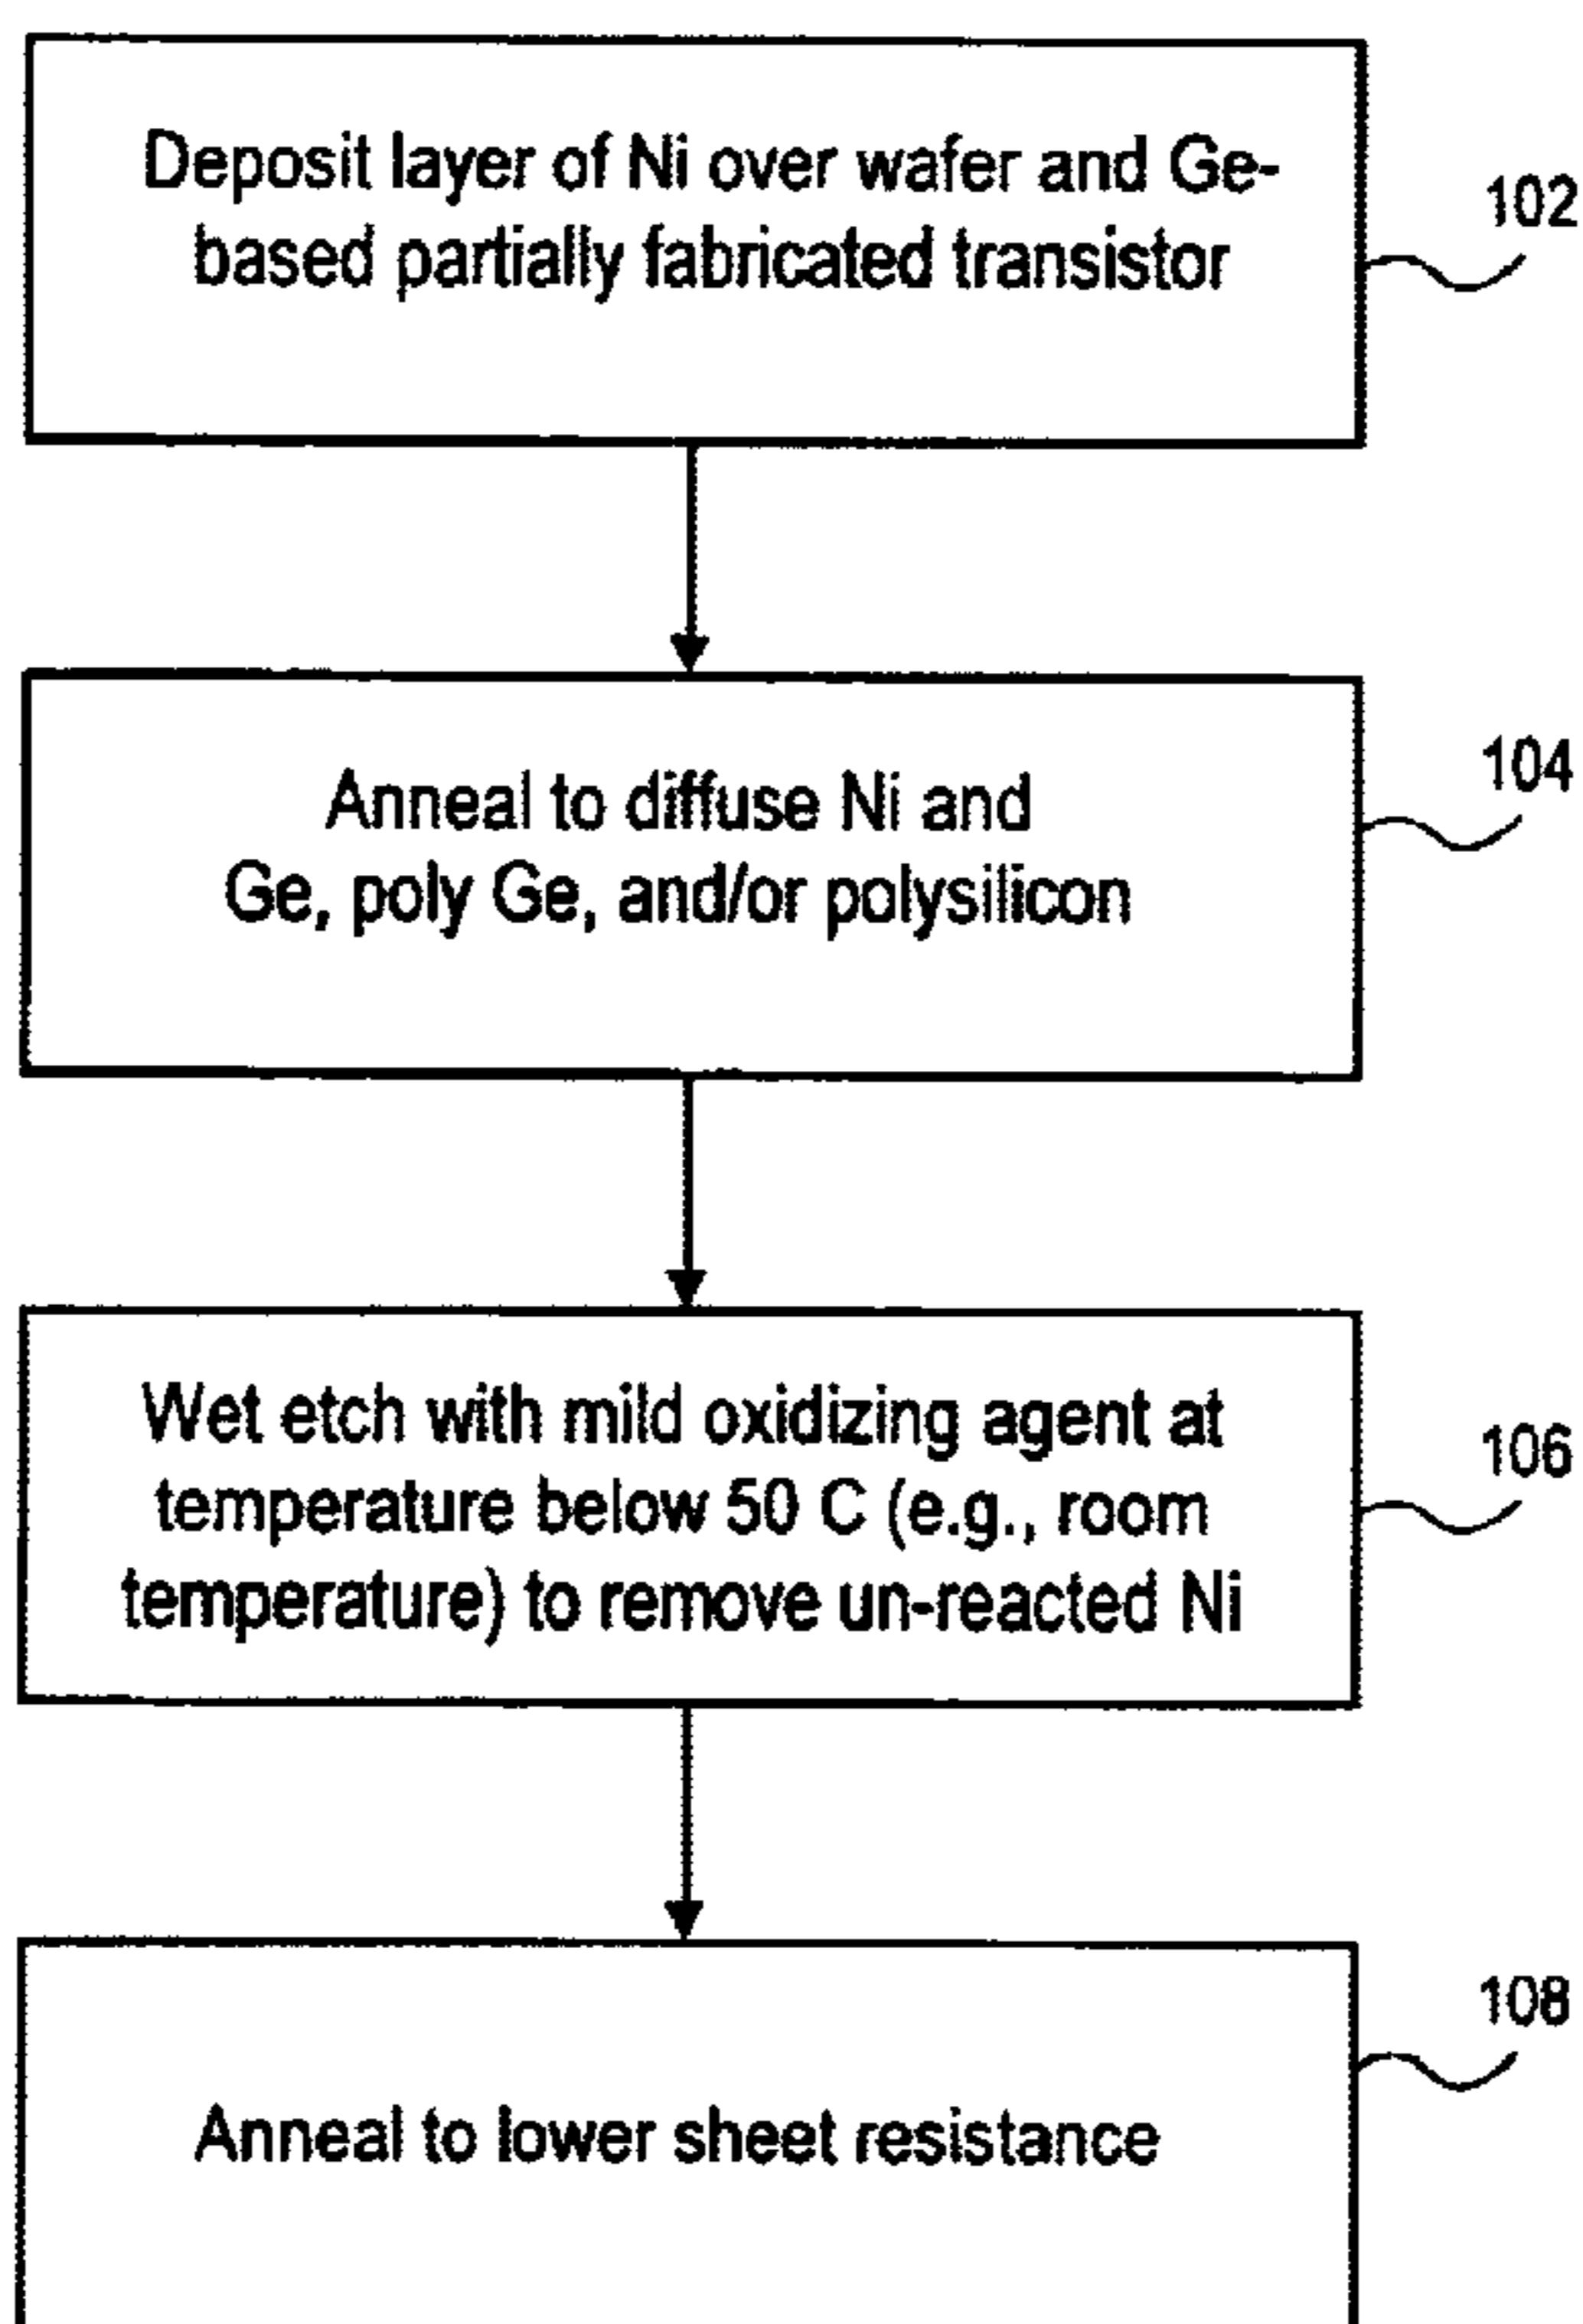 Deposit layer of Ni over wafer and Ge-
based partially fabricated transistor
102
Anneal to diffuse Ni and
Ge, poly Ge, and/or polysilicon
104
Wet etch with mild oxidizing agent at
temperature below 50 C (e.g., room
temperature) to remove un-reacted Ni
106
Anneal to lower sheet resistance
108